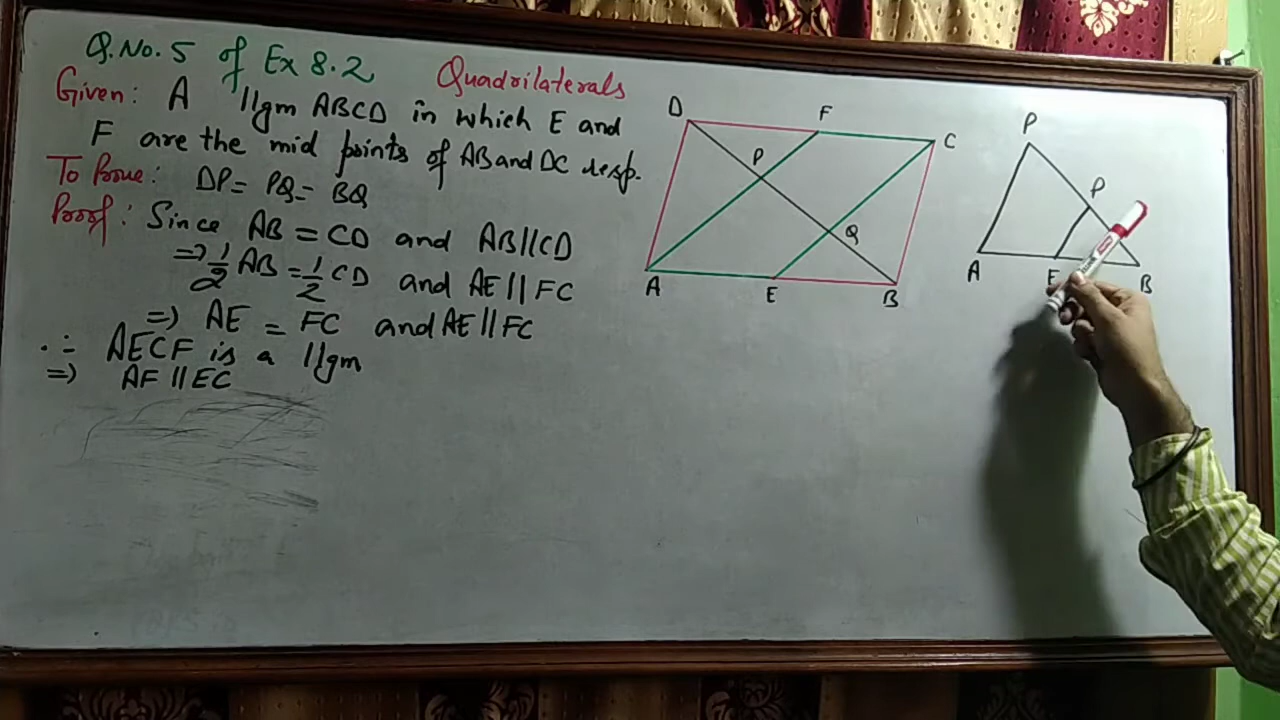 Q.No. 5 of Ex 8.2 Quadrilaterals
Given: A ||gm ABCD in which E and
F are the mid points of AB and DC resp.
To Prove: DP = PQ = BQ
Proof: Since AB = CD and AB||CD
=> 1/2 AB = 1/2 CD and AE || FC
=> AE = FC and AE || FC
∴ AECF is a ||gm
=> AF || EC
D F C
P
Q
A E B
P
P
A E B